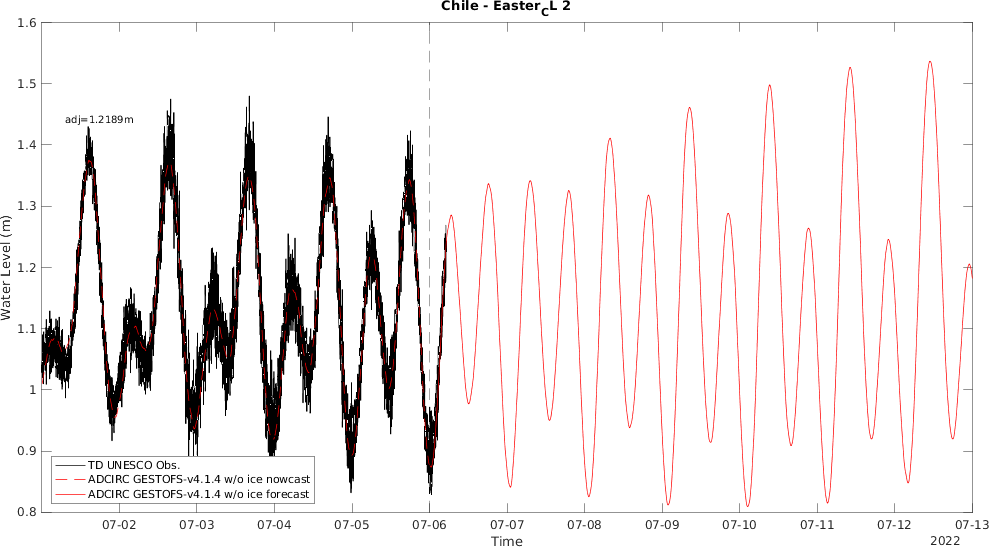 Chile - Easter_CL 2
1.6
1.5
1.4
1.3
1.2
1.1
1
0.9
0.8
Water Level (m)
adj=1.2189m
TD UNESCO Obs.
ADCIRC GESTOFS-v4.1.4 w/o ice nowcast
ADCIRC GESTOFS-v4.1.4 w/o ice forecast
07-02 07-03 07-04 07-05 07-06 07-07 07-08 07-09 07-10 07-11 07-12 07-13
Time
2022